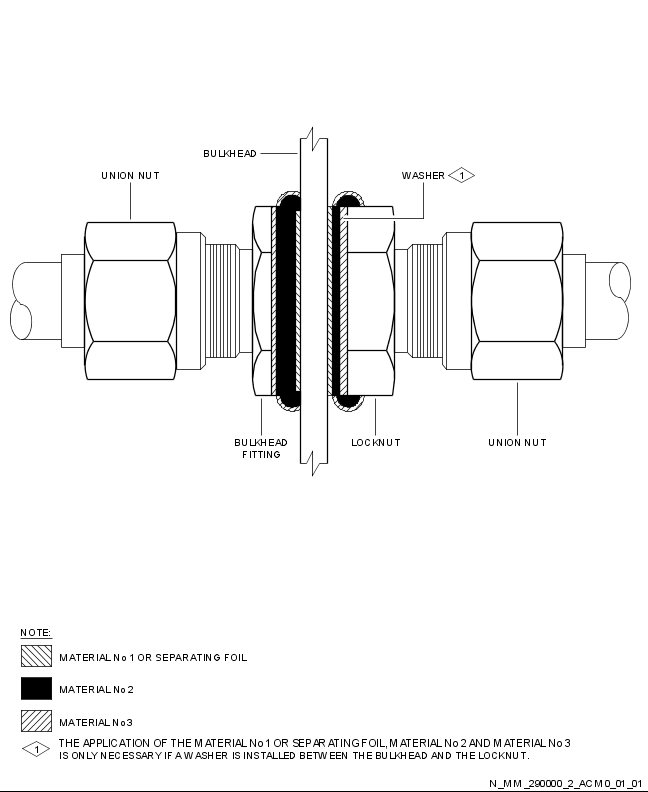 BULKHEAD
UNION NUT
WASHER 1
BULKHEAD
FITTING
LOCKNUT
UNION NUT
NOTE:
MATERIAL No 1 OR SEPARATING FOIL
MATERIAL No 2
MATERIAL No 3
1 THE APPLICATION OF THE MATERIAL No 1 OR SEPARATING FOIL, MATERIAL No 2 AND MATERIAL No 3
IS ONLY NECESSARY IF A WASHER IS INSTALLED BETWEEN THE BULKHEAD AND THE LOCKNUT.
N_MM_290000_2_ACM0_01_01